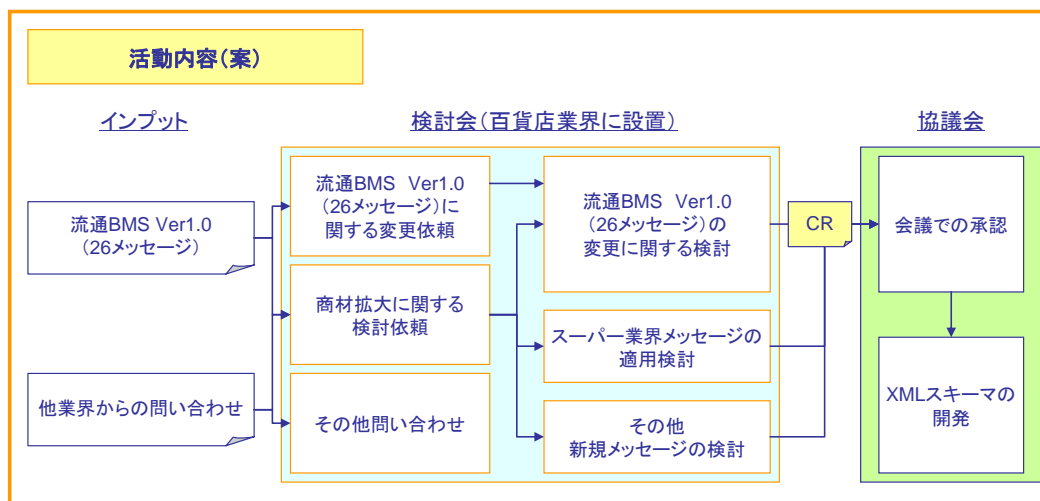 活動内容(案)
インプット
検討会(百貨店業界に設置)
協議会
流通BMS Ver1.0
(26メッセージ)
他業界からの問い合わせ
流通BMS Ver1.0
(26メッセージ)に
関する変更依頼
商材拡大に関する
検討依頼
その他問い合わせ
流通BMS Ver1.0
(26メッセージ)の
変更に関する検討
スーパー業界メッセージの
適用検討
その他
新規メッセージの検討
CR
会議での承認
XMLスキーマの
開発